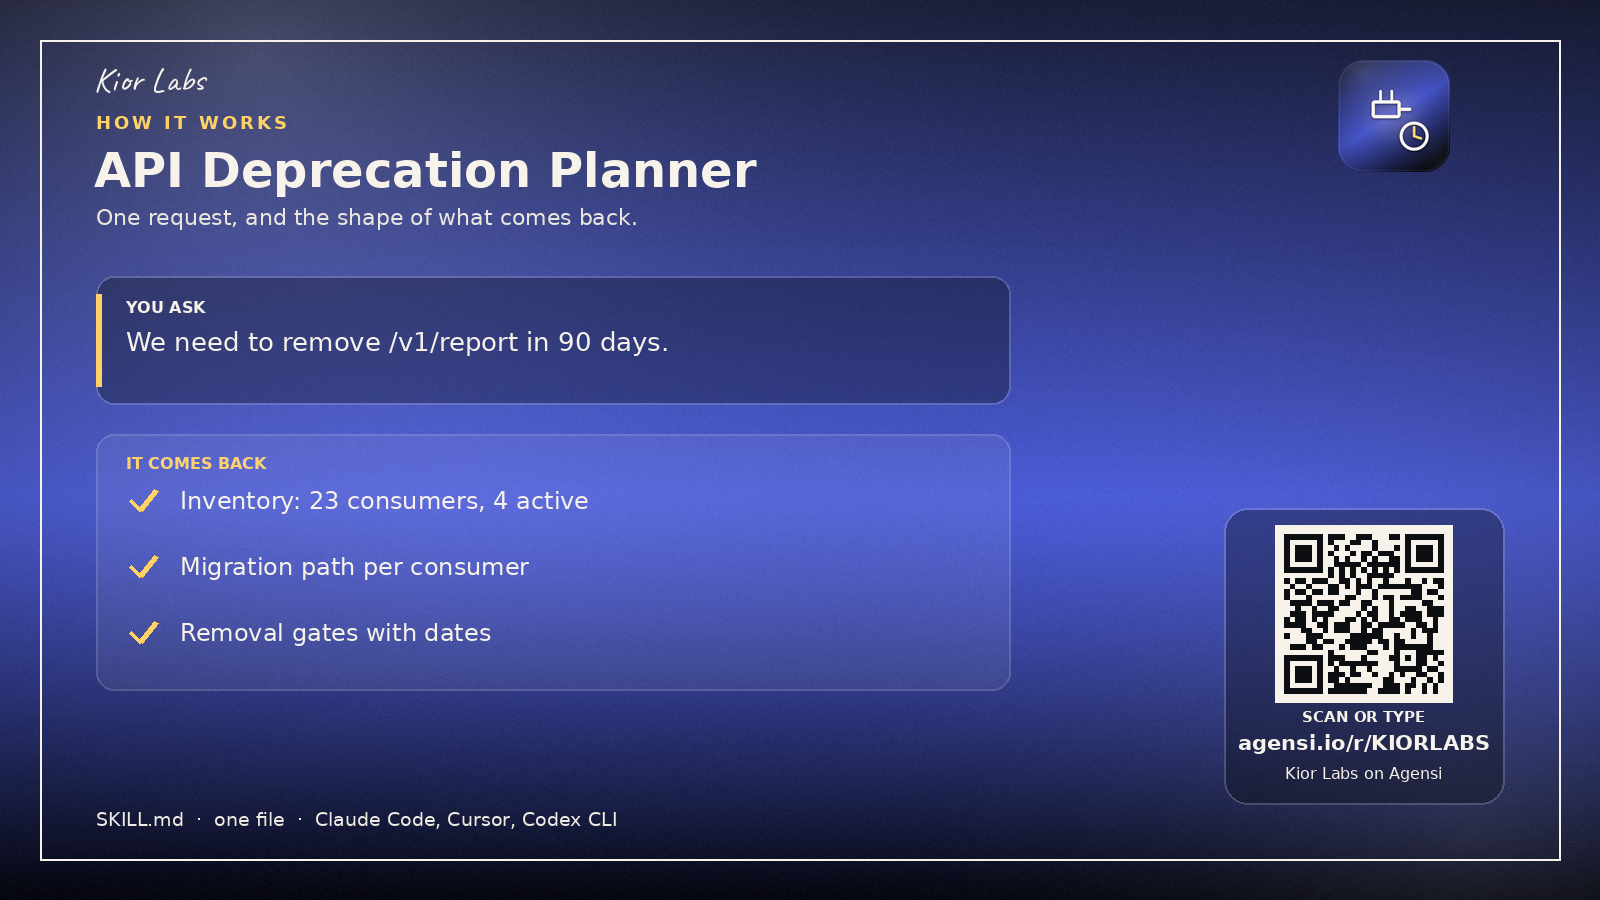 Kior Labs
HOW IT WORKS
API Deprecation Planner
One request, and the shape of what comes back.
YOU ASK
We need to remove /v1/report in 90 days.
IT COMES BACK
Inventory: 23 consumers, 4 active
Migration path per consumer
Removal gates with dates
SCAN OR TYPE
agensi.io/r/KIORLABS
Kior Labs on Agensi
SKILL.md · one file · Claude Code, Cursor, Codex CLI